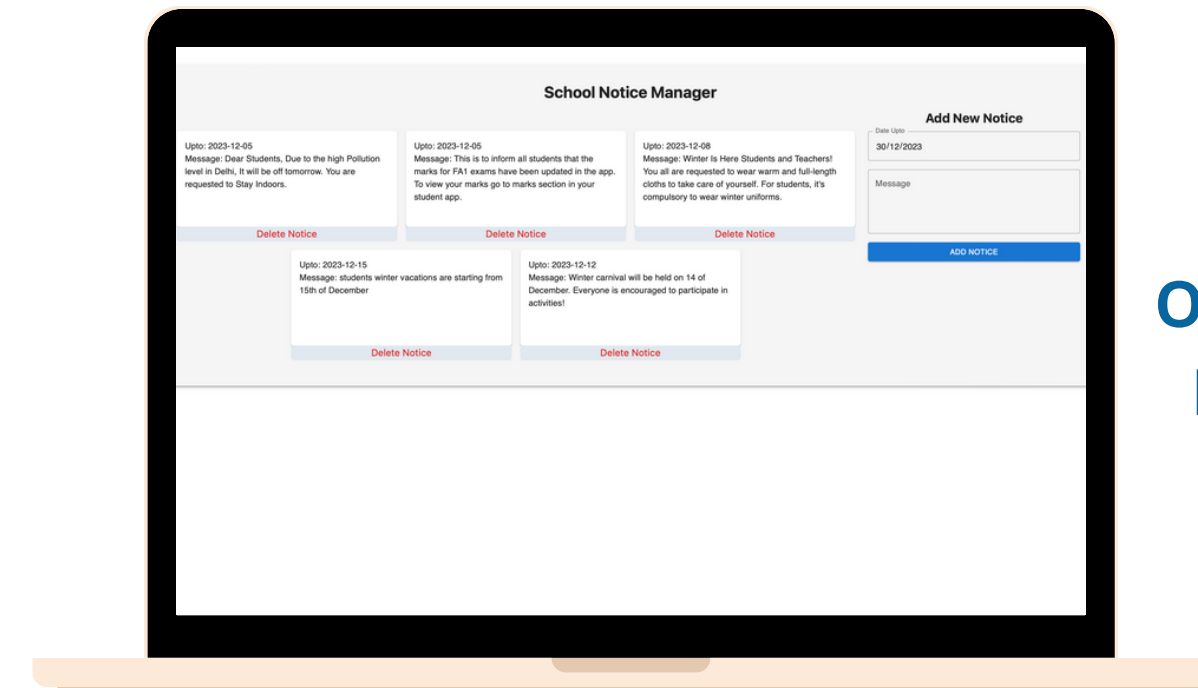 School Notice Manager
Upto: 2023-12-05
Message: Dear Students, Due to the high Pollution
level in Delhi, It will be off tomorrow. You are
requested to Stay Indoors.
Delete Notice
Upto: 2023-12-05
Message: This is to inform all students that the
marks for FA1 exams have been updated in the app.
To view your marks go to marks section in your
student app.
Delete Notice
Upto: 2023-12-08
Message: Winter Is Here Students and Teachers!
You all are requested to wear warm and full-length
cloths to take care of yourself. For students, it's
compulsory to wear winter uniforms.
Delete Notice
Upto: 2023-12-15
Message: students winter vacations are starting from
15th of December
Delete Notice
Upto: 2023-12-12
Message: Winter carnival will be held on 14 of
December. Everyone is encouraged to participate in
activities!
Delete Notice
Add New Notice
Date Upto
30/12/2023
Message
ADD NOTICE